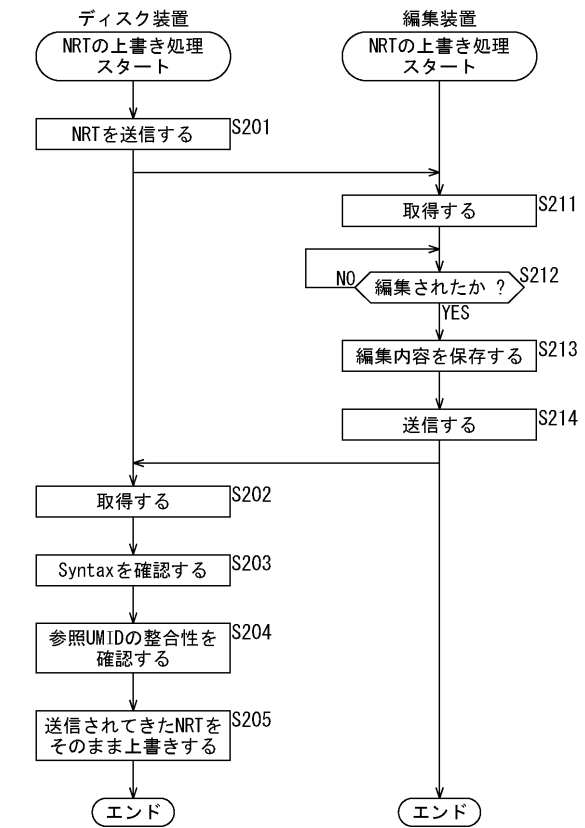 ディスク装置
編集装置
NRTの上書き処理
スタート
NRTの上書き処理
スタート
NRTを送信する
S201
取得する
S211
編集されたか ?
S212
NO
YES
編集内容を保存する
S213
送信する
S214
取得する
S202
Syntaxを確認する
S203
参照UMIDの整合性を
確認する
S204
送信されてきたNRTを
そのまま上書きする
S205
エンド
エンド